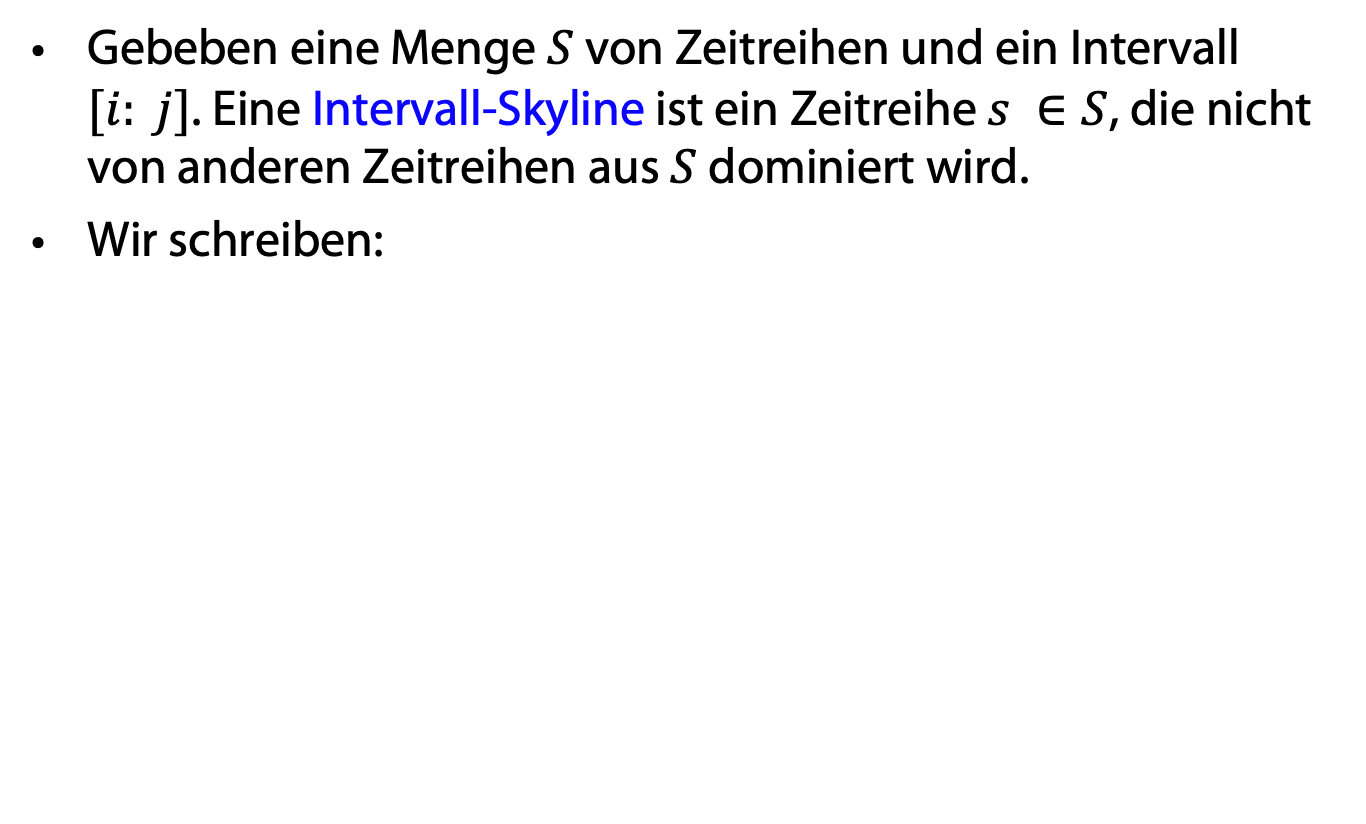 • Gebeben eine Menge S von Zeitreihen und ein Intervall
[i: j]. Eine Intervall-Skyline ist ein Zeitreihe s ∈ S, die nicht
von anderen Zeitreihen aus S dominiert wird.
• Wir schreiben: